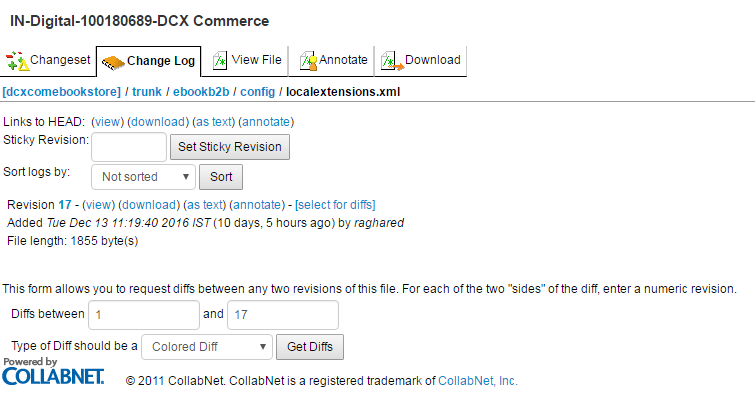 IN-Digital-100180689-DCX Commerce
Changeset Change Log View File Annotate Download
[dcxcomebookstore] / trunk / ebookb2b / config / localextensions.xml
Links to HEAD: (view) (download) (as text) (annotate)
Sticky Revision: Set Sticky Revision
Sort logs by: Not sorted Sort
Revision 17 - (view) (download) (as text) (annotate) - [select for diffs]
Added Tue Dec 13 11:19:40 2016 IST (10 days, 5 hours ago) by raghared
File length: 1855 byte(s)
This form allows you to request diffs between any two revisions of this file. For each of the two "sides" of the diff, enter a numeric revision.
Diffs between 1 and 17
Type of Diff should be a Colored Diff Get Diffs
Powered by
COLLABNET. © 2011 CollabNet. CollabNet is a registered trademark of CollabNet, Inc.